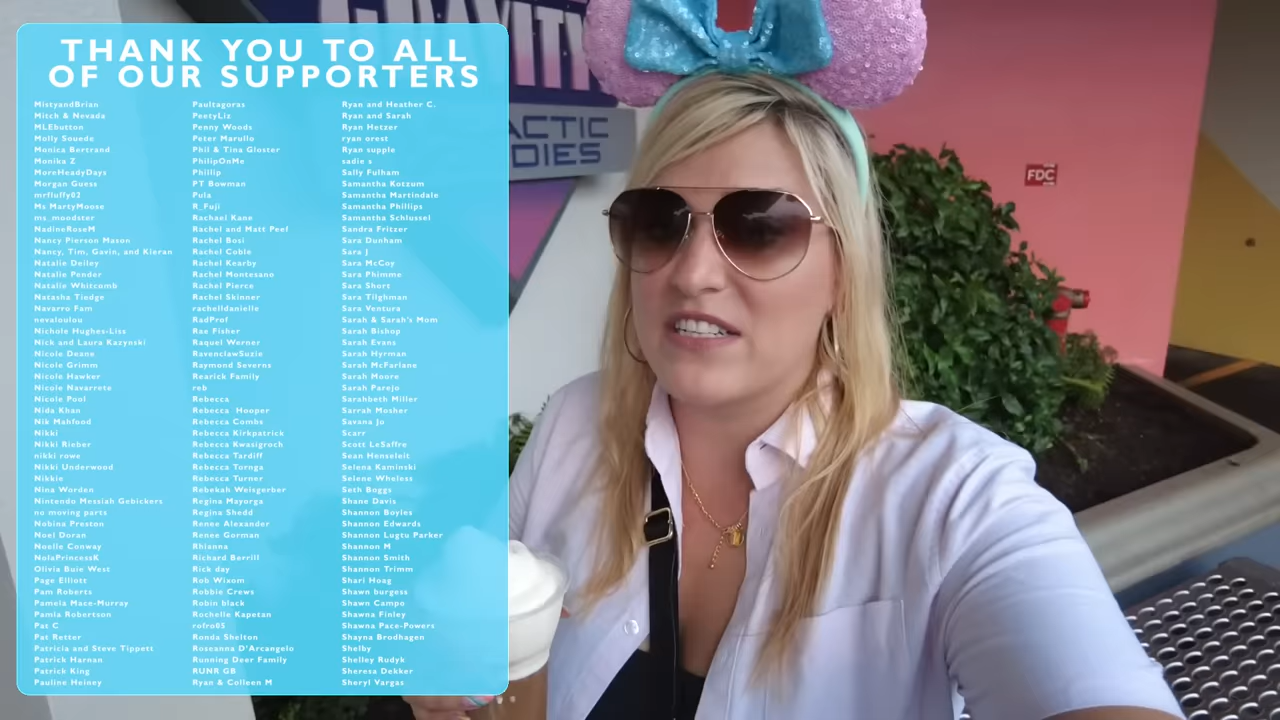 THANK YOU TO ALL
OF OUR SUPPORTERS
MistyandBrian
Mitch & Nevada
MLEbutton
Molly Souede
Monica Bertrand
Monika Z
MoreHeadyDays
Morgan Guess
mrfluffy02
Ms MartyMoose
ms_moodster
NadineRoseM
Nancy Pierson Mason
Nancy, Tim, Gavin, and Kieran
Natalie Deiley
Natalie Pender
Natalie Whitcomb
Natasha Tiedge
Navarro Fam
nevaloulou
Nichole Hughes-Liss
Nick and Laura Kazynski
Nicole Deane
Nicole Grimm
Nicole Hawker
Nicole Navarrete
Nicole Pool
Nida Khan
Nik Mahfood
Nikki
Nikki Rieber
nikki rowe
Nikki Underwood
Nikkie
Nina Worden
Nintendo Messiah Gobickers
no moving parts
Nobina Preston
Noel Doran
Noelle Conway
NolaPrincessK
Olivia Buie West
Page Elliott
Pam Roberts
Pamela Mace-Murray
Pamla Robertson
Pat C
Pat Retter
Patricia and Steve Tippett
Patrick Harnan
Patrick King
Pauline Heiney
Paultagoras
PeetyLiz
Penny Woods
Peter Marullo
Phil & Tina Gloster
PhilipOnMe
Phillip
PT Bowman
Pula
R_Fuji
Rachael Kane
Rachel and Matt Peef
Rachel Bosi
Rachel Coble
Rachel Kearby
Rachel Montesano
Rachel Pierce
Rachel Skinner
rachelldanielle
RadProf
Rae Fisher
Raquel Werner
RavenclawSuzie
Raymond Severns
Rearick Family
reb
Rebecca
Rebecca Hooper
Rebecca Combs
Rebecca Kirkpatrick
Rebecca Kwasigroch
Rebecca Tardiff
Rebecca Tornga
Rebecca Turner
Rebekah Weisgerber
Regina Mayorga
Regina Shedd
Renee Alexander
Renee Gorman
Rhianna
Richard Berrill
Rick day
Rob Wixom
Robbie Crews
Robin black
Rochelle Kapetan
rofro05
Ronda Shelton
Roseanna D'Arcangelo
Running Deer Family
RUNR GB
Ryan & Colleen M
Ryan and Heather C.
Ryan and Sarah
Ryan Hetzer
ryan orest
Ryan supple
sadie s
Sally Fulham
Samantha Kotzum
Samantha Martindale
Samantha Phillips
Samantha Schlussel
Sandra Fritzer
Sara Dunham
Sara J
Sara McCoy
Sara Phimme
Sara Short
Sara Tilghman
Sara Ventura
Sarah & Sarah's Mom
Sarah Bishop
Sarah Evans
Sarah Hyrman
Sarah McFarlane
Sarah Moore
Sarah Parejo
Sarahbeth Miller
Sarrah Mosher
Savana Jo
Scarr
Scott LeSaffre
Sean Henseleit
Selena Kaminski
Selene Wheless
Seth Boggs
Shane Davis
Shannon Boyles
Shannon Edwards
Shannon Lugtu Parker
Shannon M
Shannon Smith
Shannon Trimm
Shari Hoag
Shawn burgess
Shawn Campo
Shawna Finley
Shawna Pace-Powers
Shayna Brodhagen
Shelby
Shelley Rudyk
Sheresa Dekker
Sheryl Vargas
FDC